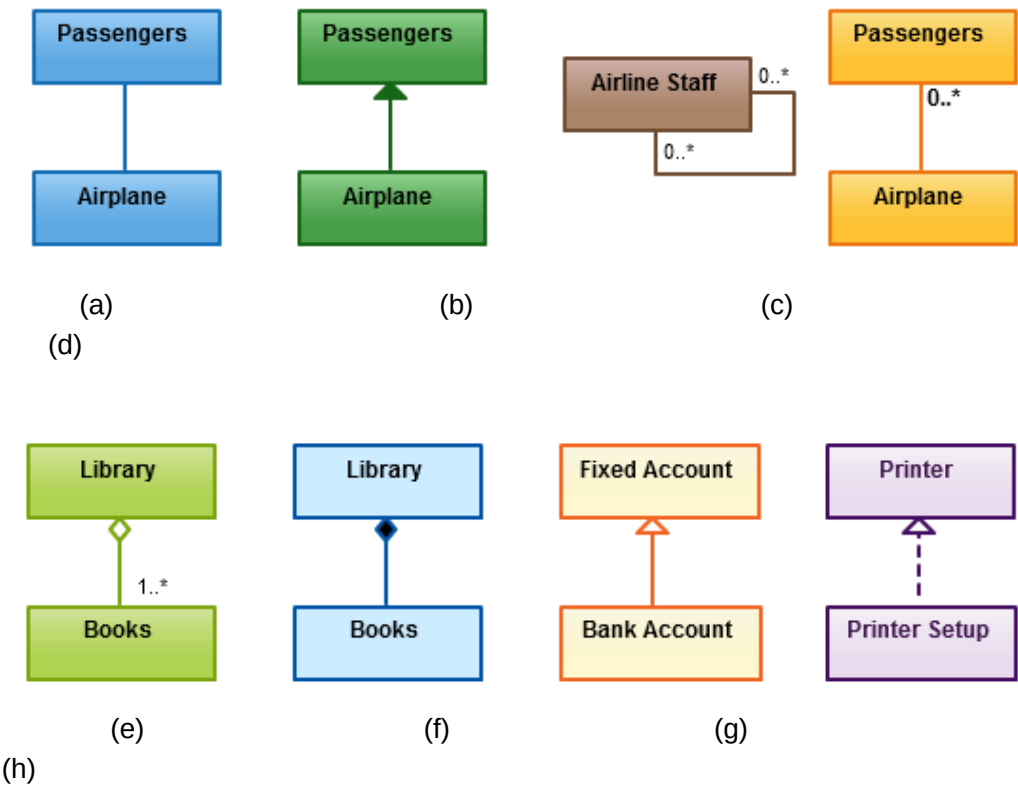 Passengers
Passengers
Airline Staff
0..*
0..*
Passengers
0..*
Airplane
Airplane
Airplane
(a) (b) (c)
(d)
Library
Library
Fixed Account
Printer
1..*
Books
Books
Bank Account
Printer Setup
(e) (f) (g)
(h)